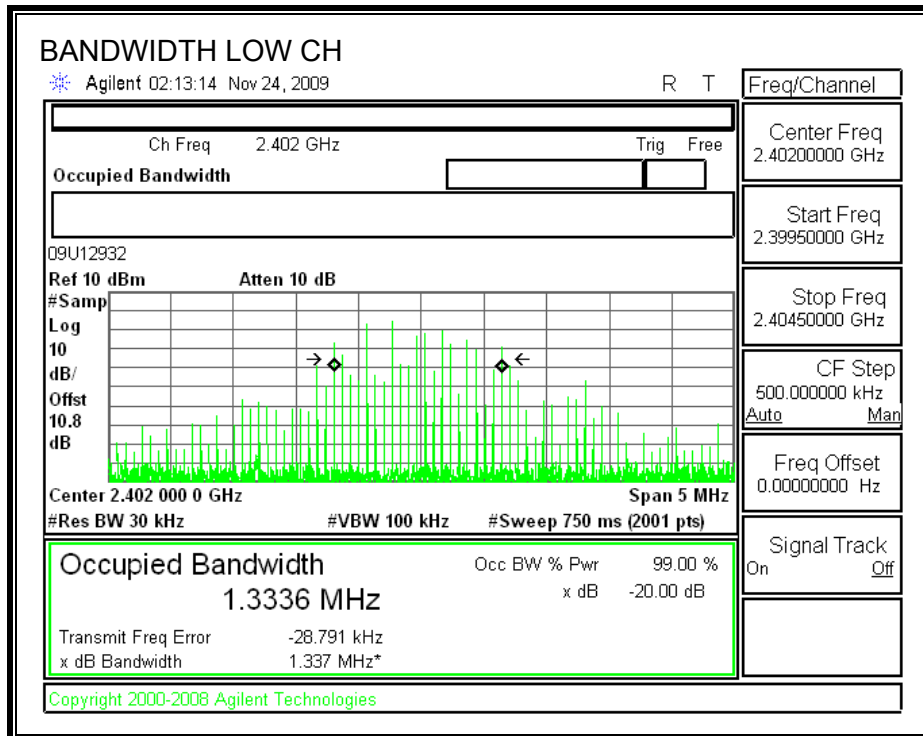 BANDWIDTH LOW CH
Agilent 02:13:14 Nov 24, 2009 R T
Freq/Channel
Ch Freq 2.402 GHz Trig Free
Occupied Bandwidth
Center Freq
2.40200000 GHz
Start Freq
2.39950000 GHz
Stop Freq
2.40450000 GHz
CF Step
500.000000 kHz
Auto Man
Freq Offset
0.00000000 Hz
Signal Track
On Off
09U12932
Ref 10 dBm Atten 10 dB
#Samp
Log
10
dB/
Offst
10.8
dB
Center 2.402 000 0 GHz Span 5 MHz
#Res BW 30 kHz #VBW 100 kHz #Sweep 750 ms (2001 pts)
Occupied Bandwidth Occ BW % Pwr 99.00 %
1.3336 MHz x dB -20.00 dB
Transmit Freq Error -28.791 kHz
x dB Bandwidth 1.337 MHz*
Copyright 2000-2008 Agilent Technologies